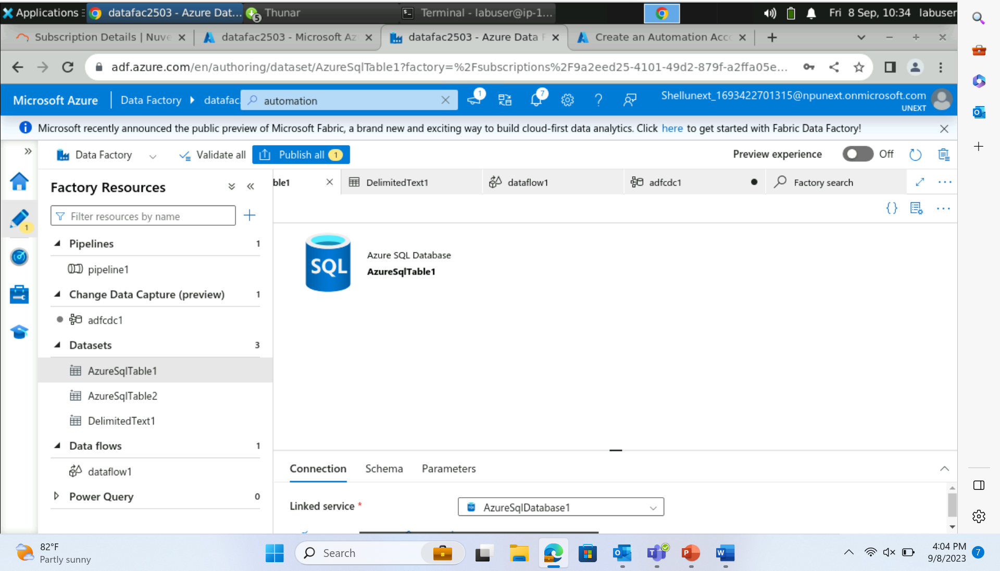 Applications
datafac2503 - Azure Dat...
5
Thunar
Terminal - labuser@ip-1...
Fri 8 Sep, 10:34 labuser
Subscription Details | Nuve
datafac2503 - Microsoft Az
datafac2503 - Azure Data F
Create an Automation Acco
adf.azure.com/en/authoring/dataset/AzureSqlTable1?factory=%2Fsubscriptions%2F9a2eed25-4101-49d2-879f-a2ffa05e...
Microsoft Azure
Data Factory
datafac
automation
1
7
Shellunext_1693422701315@npunext.onmicrosoft.com
UNEXT
Microsoft recently announced the public preview of Microsoft Fabric, a brand new and exciting way to build cloud-first data analytics. Click here to get started with Fabric Data Factory!
Data Factory
Validate all
Publish all 1
Preview experience
Off
Factory Resources
ble1
DelimitedText1
dataflow1
adfcdc1
Factory search
Filter resources by name
1
Pipelines 1
pipeline1
Change Data Capture (preview) 1
adfcdc1
Datasets 3
AzureSqlTable1
AzureSqlTable2
DelimitedText1
Data flows 1
dataflow1
Power Query 0
SQL
Azure SQL Database
AzureSqlTable1
Connection
Schema
Parameters
Linked service *
AzureSqlDatabase1
82°F
Partly sunny
Search
4:04 PM
9/8/2023
7